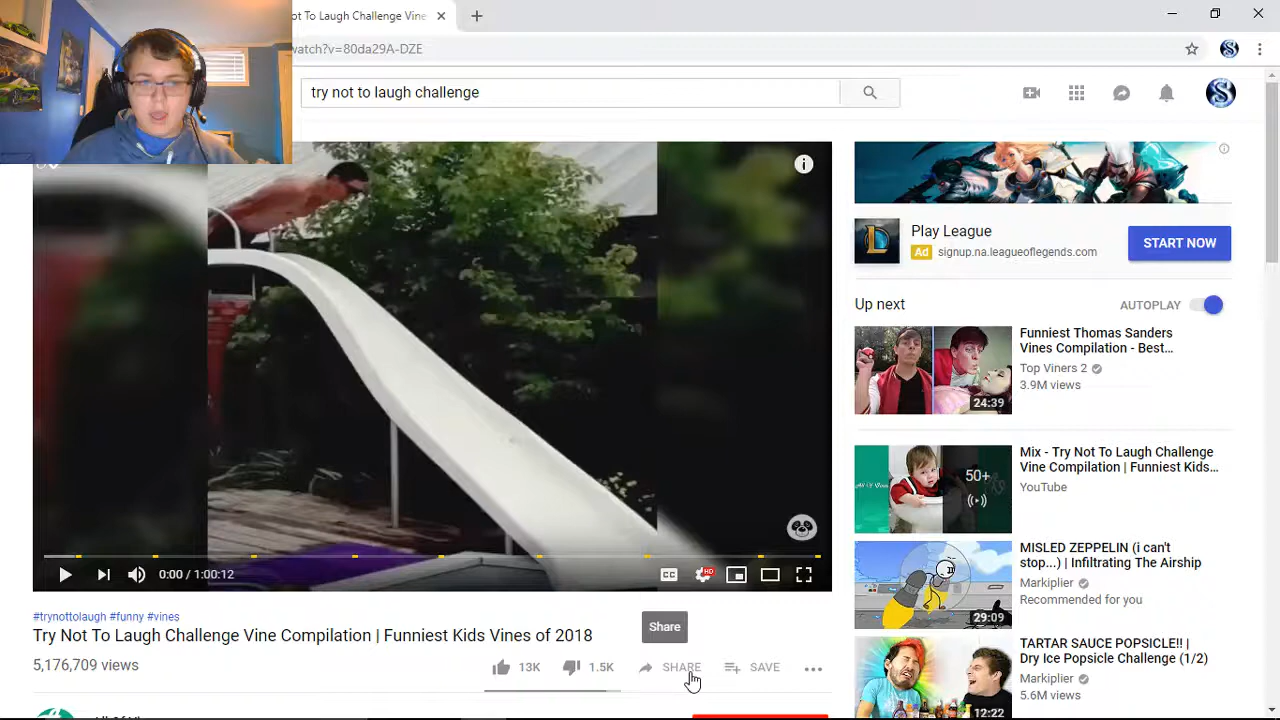 ot To Laugh Challenge Vine
watch?v=80da29A-DZE
try not to laugh challenge
Play League
Ad signup.na.leagueoflegends.com
START NOW
Up next
AUTOPLAY
Funniest Thomas Sanders
Vines Compilation - Best...
Top Viners 2
3.9M views
24:39
Mix - Try Not To Laugh Challenge
Vine Compilation | Funniest Kids...
YouTube
50+
MISLED ZEPPELIN (i can't
stop...) | Infiltrating The Airship
Markiplier
Recommended for you
29:09
TARTAR SAUCE POPSICLE!! |
Dry Ice Popsicle Challenge (1/2)
Markiplier
5.6M views
12:22
0:00 / 1:00:12
CC
HD
#trynottolaugh #funny #vines
Try Not To Laugh Challenge Vine Compilation | Funniest Kids Vines of 2018
Share
5,176,709 views
13K 1.5K SHARE SAVE